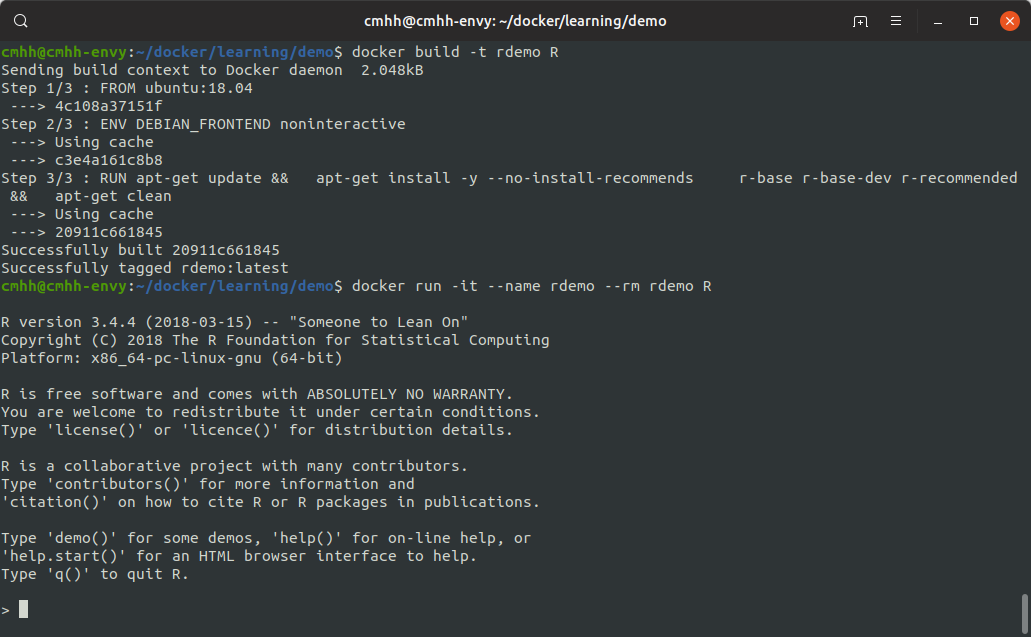 cmhh@cmhh-envy: ~/docker/learning/demo
cmhh@cmhh-envy:~/docker/learning/demo$ docker build -t rdemo R
Sending build context to Docker daemon  2.048kB
Step 1/3 : FROM ubuntu:18.04
 ---> 4c108a37151f
Step 2/3 : ENV DEBIAN_FRONTEND noninteractive
 ---> Using cache
 ---> c3e4a161c8b8
Step 3/3 : RUN apt-get update &&   apt-get install -y --no-install-recommends     r-base r-base-dev r-recommended
 &&   apt-get clean
 ---> Using cache
 ---> 20911c661845
Successfully built 20911c661845
Successfully tagged rdemo:latest
cmhh@cmhh-envy:~/docker/learning/demo$ docker run -it --name rdemo --rm rdemo R
R version 3.4.4 (2018-03-15) -- "Someone to Lean On"
Copyright (C) 2018 The R Foundation for Statistical Computing
Platform: x86_64-pc-linux-gnu (64-bit)
R is free software and comes with ABSOLUTELY NO WARRANTY.
You are welcome to redistribute it under certain conditions.
Type 'license()' or 'licence()' for distribution details.
R is a collaborative project with many contributors.
Type 'contributors()' for more information and
'citation()' on how to cite R or R packages in publications.
Type 'demo()' for some demos, 'help()' for on-line help, or
'help.start()' for an HTML browser interface to help.
Type 'q()' to quit R.
>